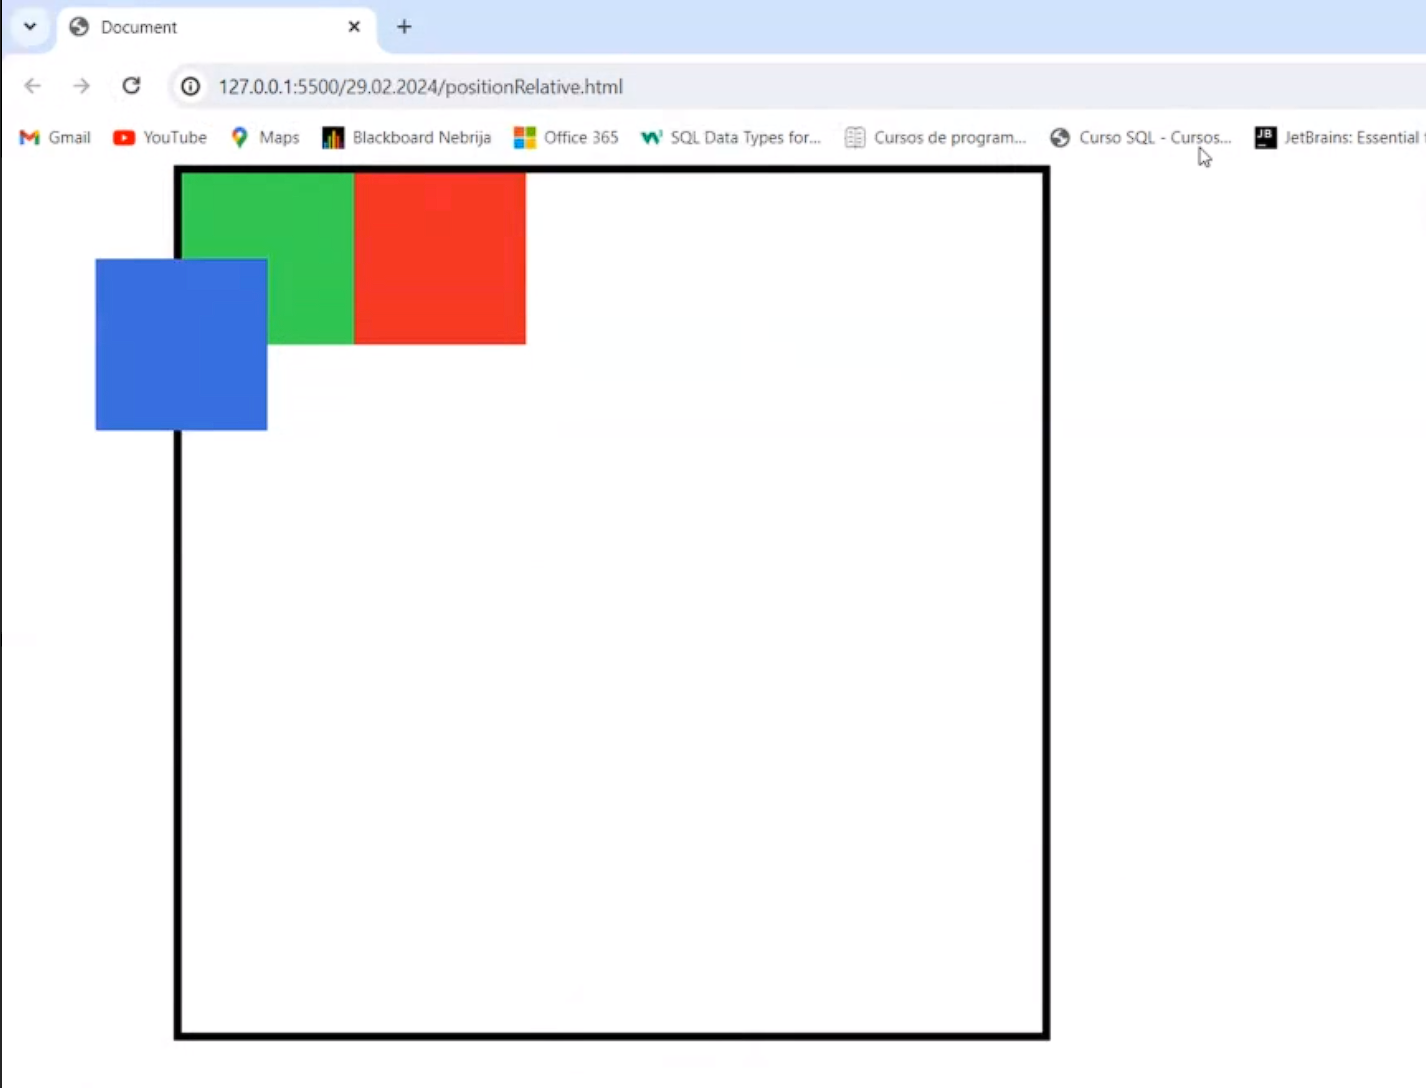 Document
127.0.0.1:5500/29.02.2024/positionRelative.html
Gmail YouTube Maps Blackboard Nebrija Office 365 SQL Data Types for... Cursos de program... Curso SQL - Cursos... JB JetBrains: Essential